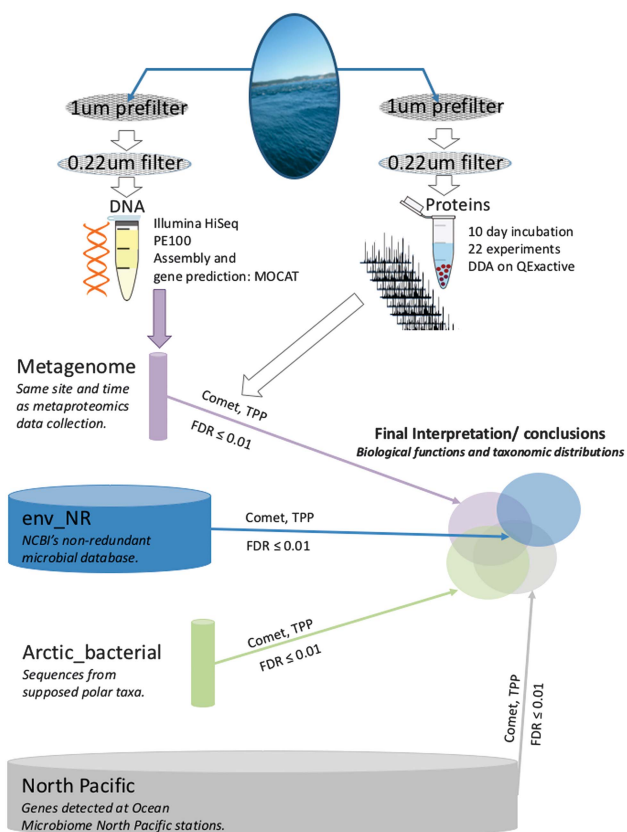 1um prefilter
0.22um filter
DNA
Illumina HiSeq
PE100
Assembly and
gene prediction: MOCAT
1um prefilter
0.22um filter
Proteins
10 day incubation
22 experiments
DDA on QExactive
Metagenome
Same site and time
as metaproteomics
data collection.
Comet, TPP
FDR ≤ 0.01
Final Interpretation/ conclusions
Biological functions and taxonomic distributions
env_NR
NCBI's non-redundant
microbial database.
Comet, TPP
FDR ≤ 0.01
Arctic_bacterial
Sequences from
supposed polar taxa.
Comet, TPP
FDR ≤ 0.01
Comet, TPP
FDR ≤ 0.01
North Pacific
Genes detected at Ocean
Microbiome North Pacific stations.